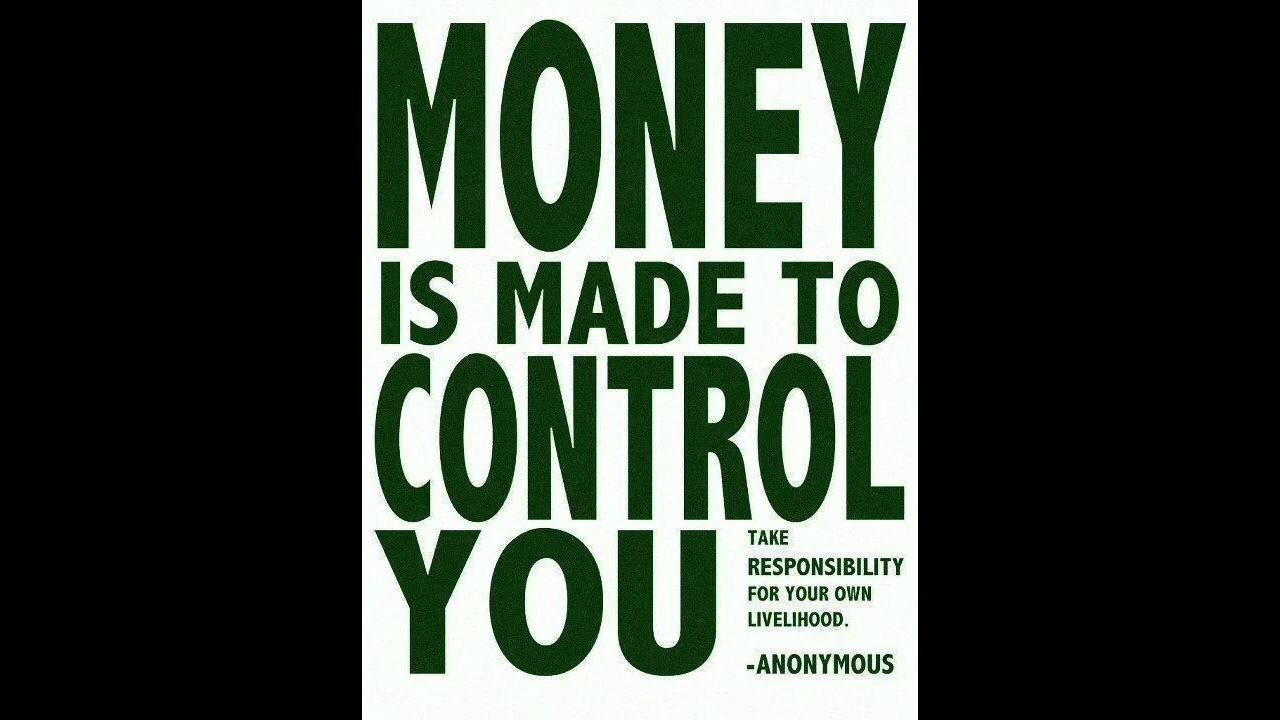 MONEY
IS MADE TO
CONTROL
YOU
TAKE
RESPONSIBILITY
FOR YOUR OWN
LIVELIHOOD.
-ANONYMOUS